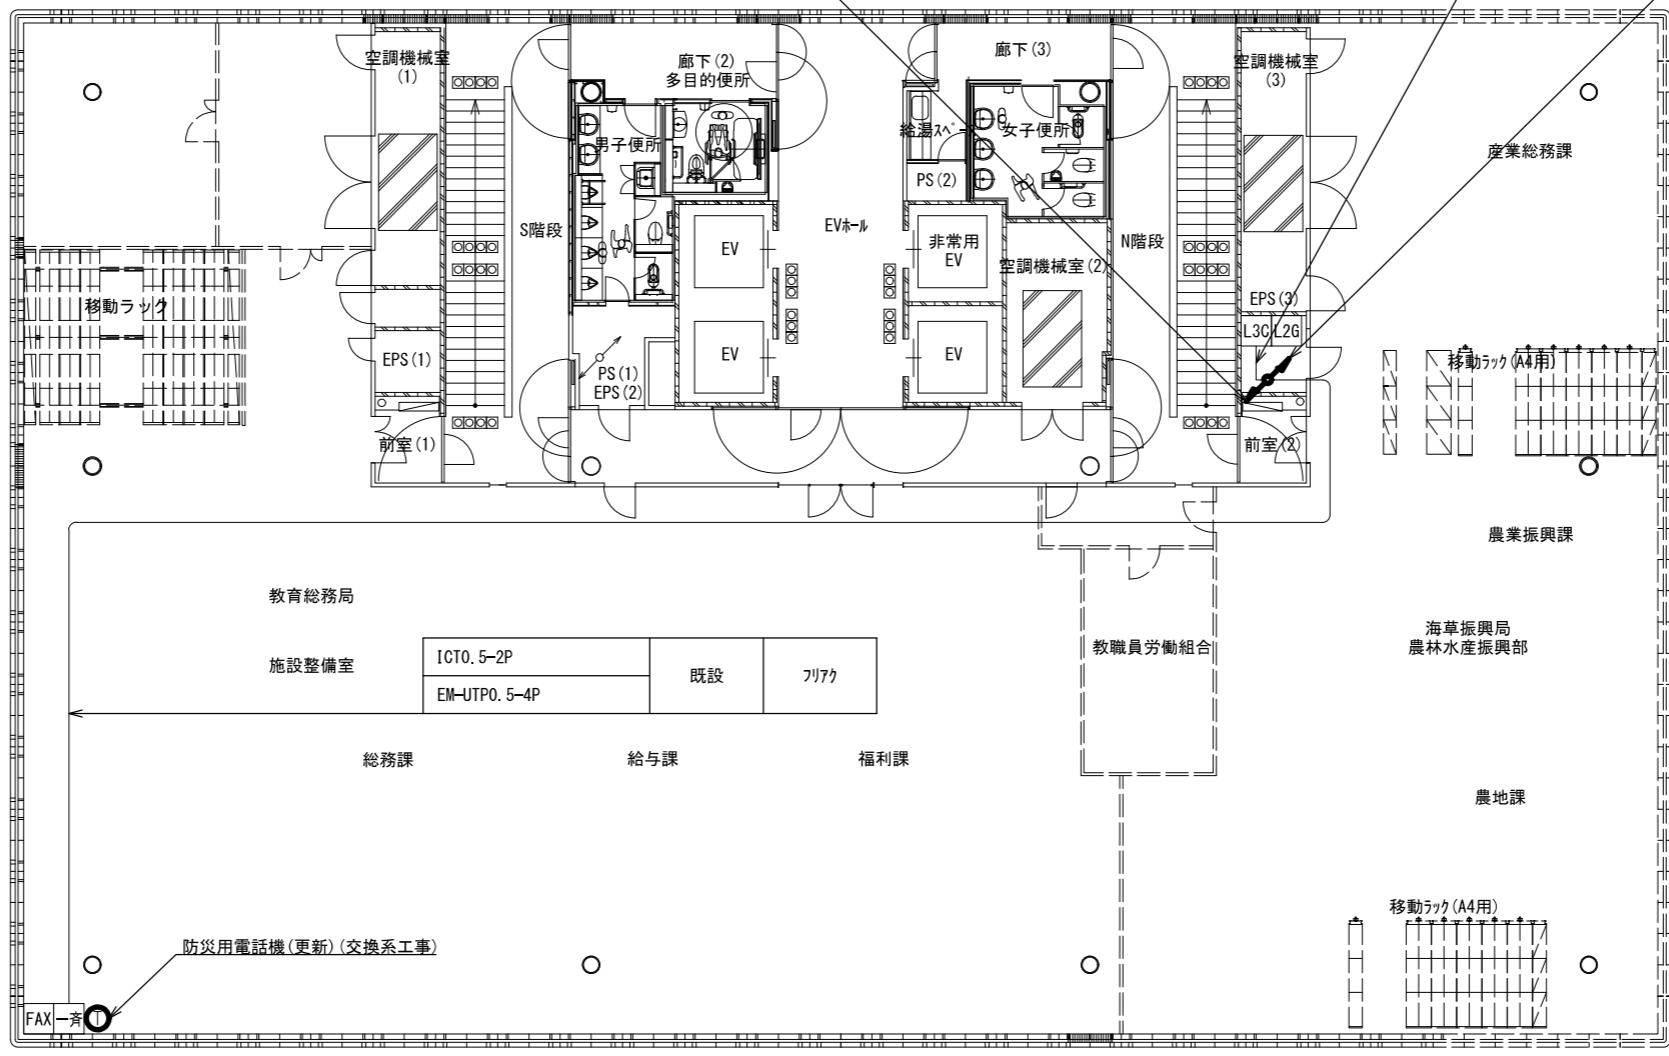 空調機械室
(1)
廊下(2)
多目的便所
廊下(3)
空調機械室
(3)
男子便所
給湯スペース
女子便所
産業総務課
PS(2)
S階段
EV
EVホール
非常用
EV
N階段
空調機械室(2)
移動ラック
EPS(3)
L3C
L2G
EPS(1)
EV
EV
PS(1)
EPS(2)
移動ラック(A4用)
前室(1)
前室(2)
農業振興課
教育総務局
海草振興局
農林水産振興部
教職員労働組合
施設整備室
ICT0.5-2P
既設
フリアク
EM-UTP0.5-4P
総務課
給与課
福利課
農地課
移動ラック(A4用)
防災用電話機(更新)(交換系工事)
FAX
一斉
T